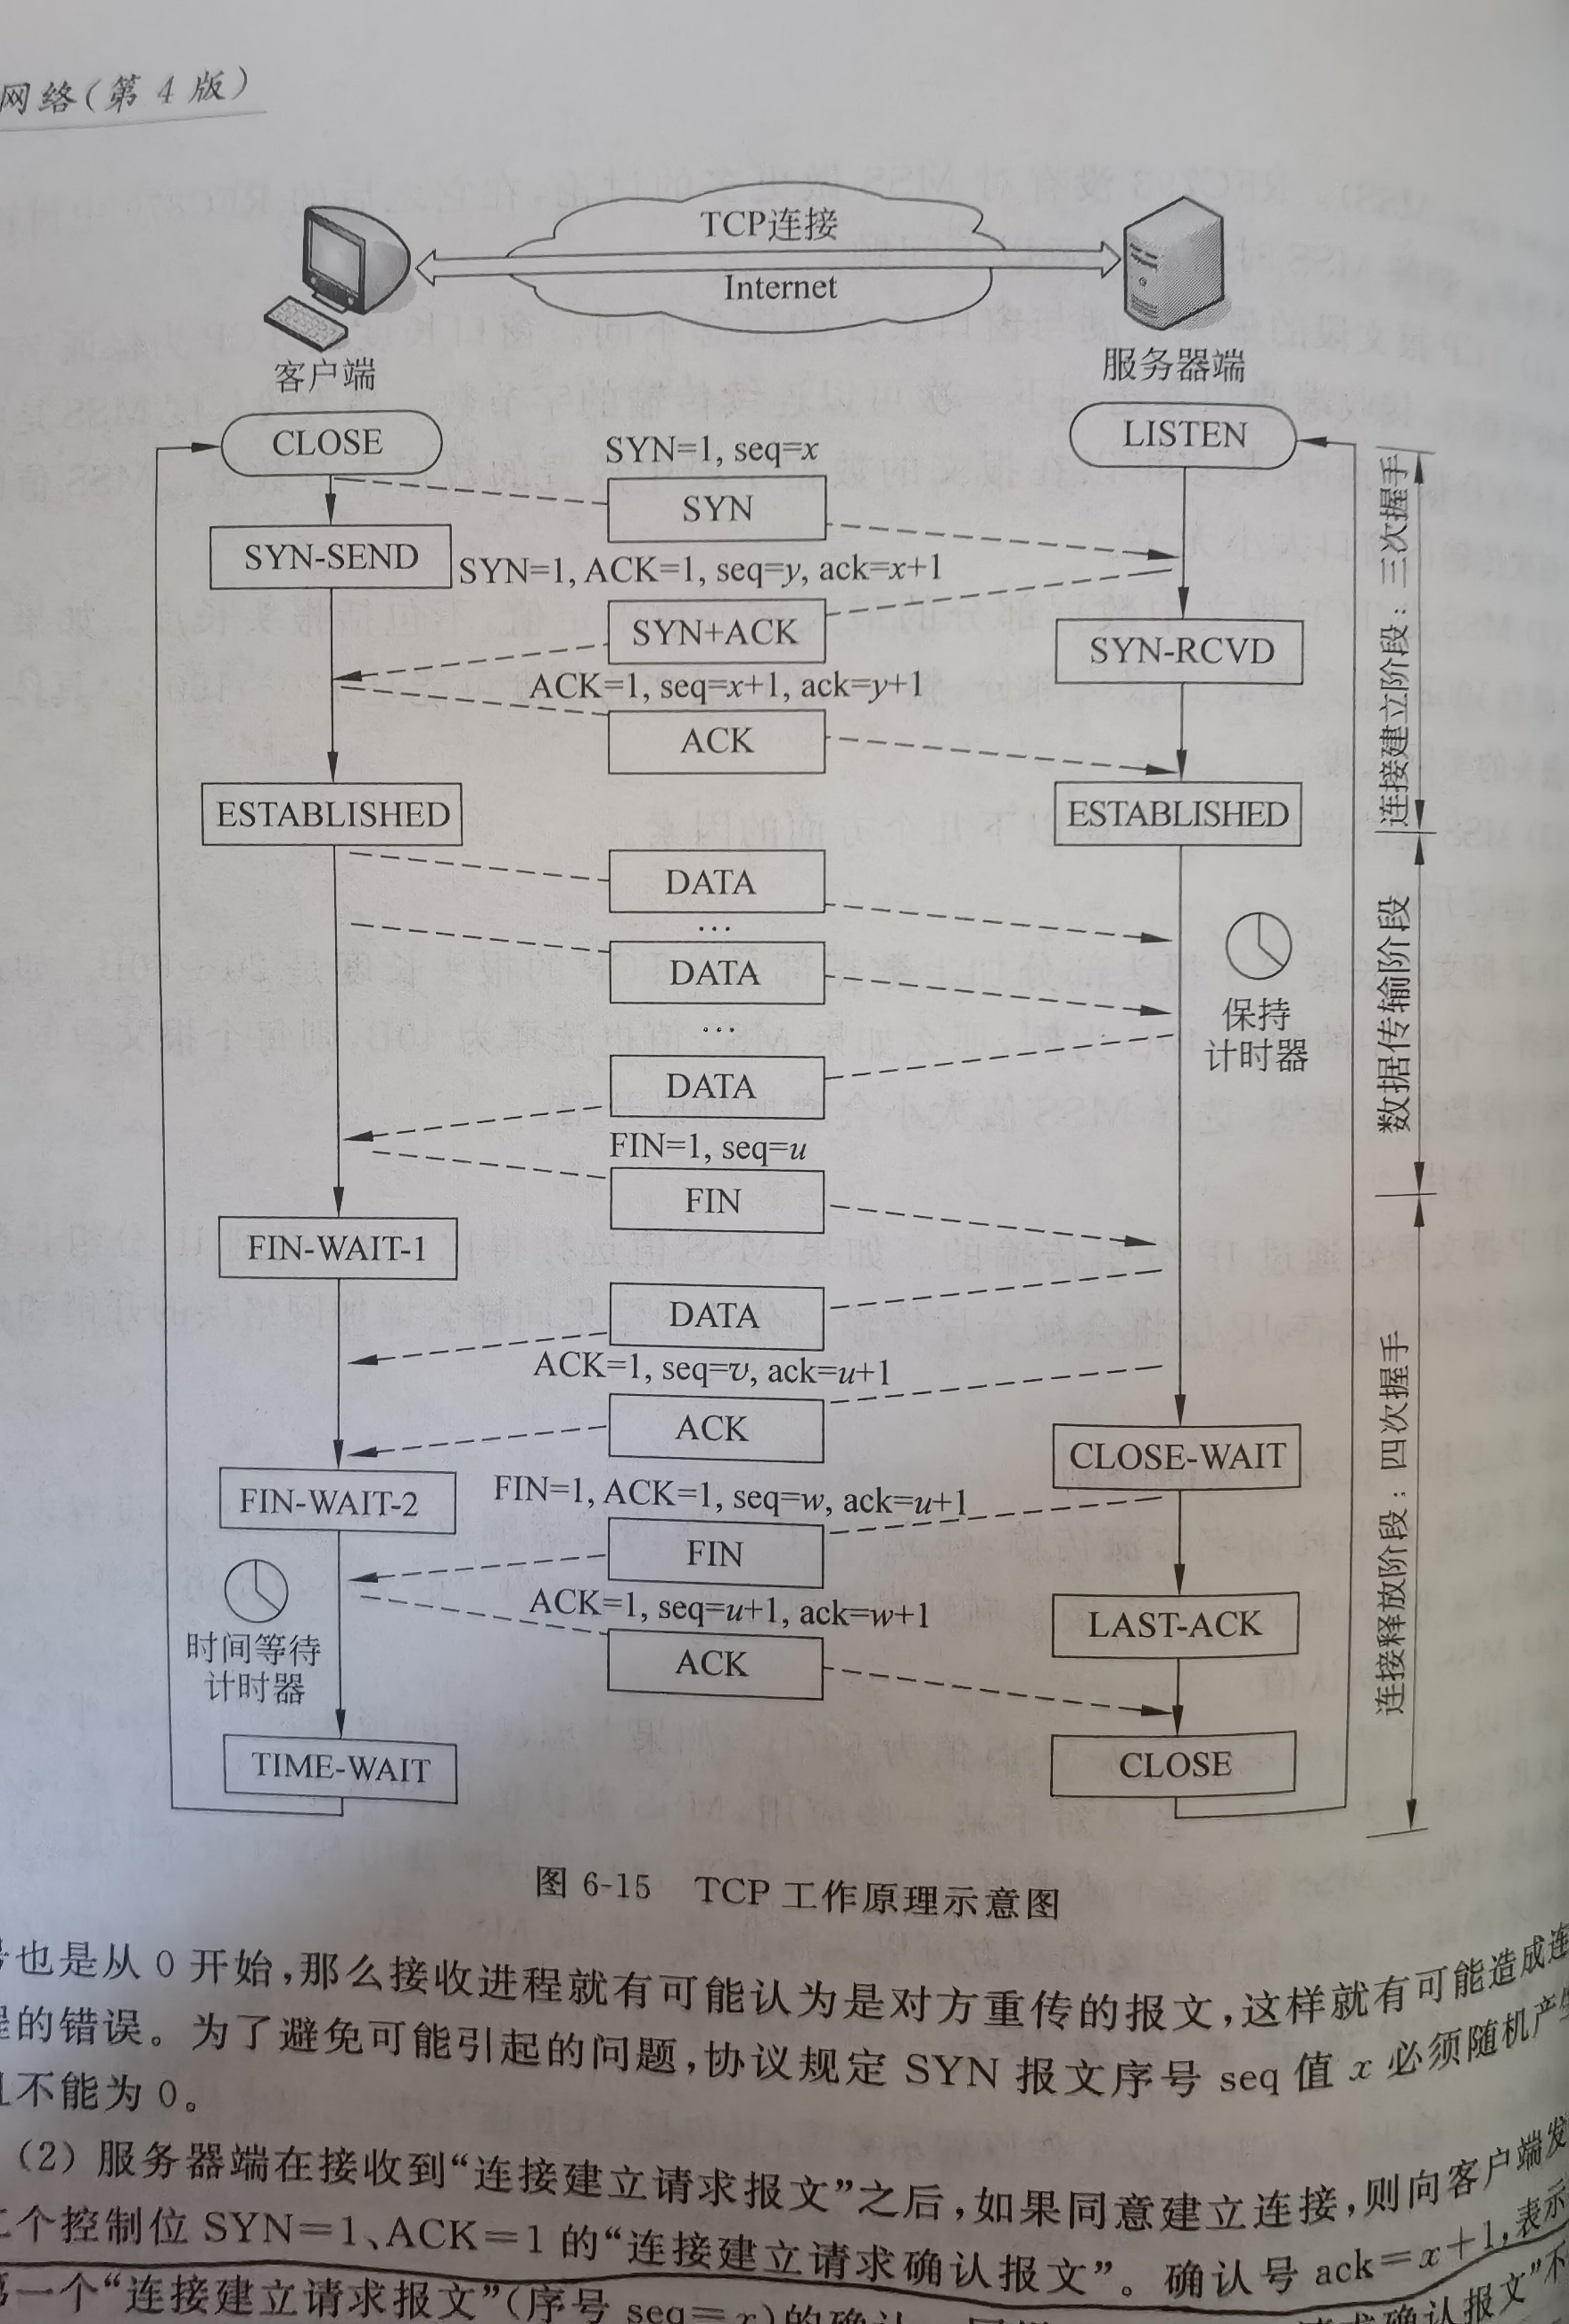 网络(第 4 版)
TCP连接
Internet
客户端
服务器端
CLOSE
LISTEN
SYN=1, seq=x
SYN
SYN-SEND
SYN=1, ACK=1, seq=y, ack=x+1
SYN+ACK
SYN-RCVD
ACK=1, seq=x+1, ack=y+1
ACK
连接建立阶段: 三次握手
ESTABLISHED
ESTABLISHED
DATA
...
DATA
...
保持
计时器
DATA
数据传输阶段
FIN=1, seq=u
FIN
FIN-WAIT-1
DATA
ACK=1, seq=v, ack=u+1
ACK
CLOSE-WAIT
FIN-WAIT-2
FIN=1, ACK=1, seq=w, ack=u+1
FIN
时间等待
计时器
ACK=1, seq=u+1, ack=w+1
ACK
LAST-ACK
连接释放阶段: 四次握手
TIME-WAIT
CLOSE
图 6-15 TCP 工作原理示意图
也是从 0 开始,那么接收进程就有可能认为是对方重传的报文,这样就有可能造成连
的错误。为了避免可能引起的问题,协议规定 SYN 报文序号 seq 值 x 必须随机产生
不能为 0。
(2) 服务器端在接收到“连接建立请求报文”之后,如果同意建立连接,则向客户端发
个控制位 SYN=1、ACK=1 的“连接建立请求确认报文”。确认号 ack=x+1,表示
一个“连接建立请求报文”(序号 seq=x)的确认
求确认报文”不